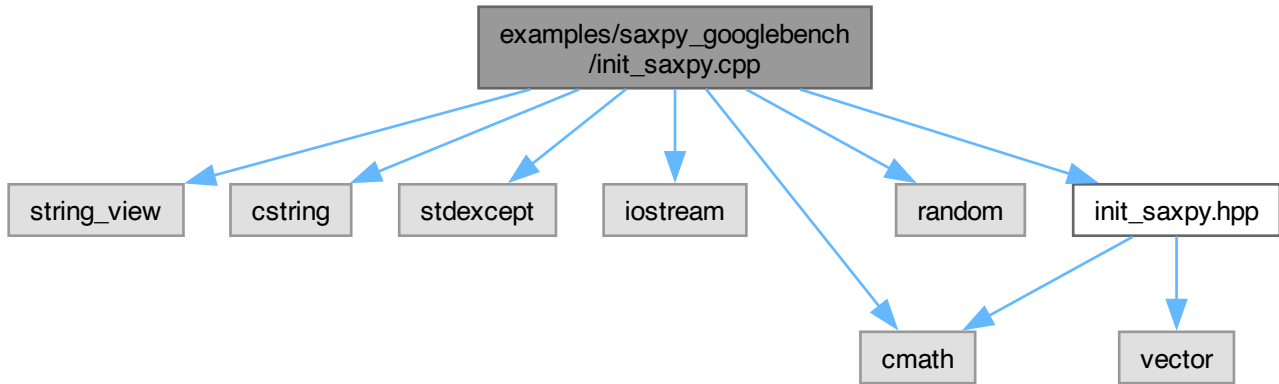 examples/saxpy_googlebench
/init_saxpy.cpp
string_view
cstring
stdexcept
iostream
random
init_saxpy.hpp
cmath
vector